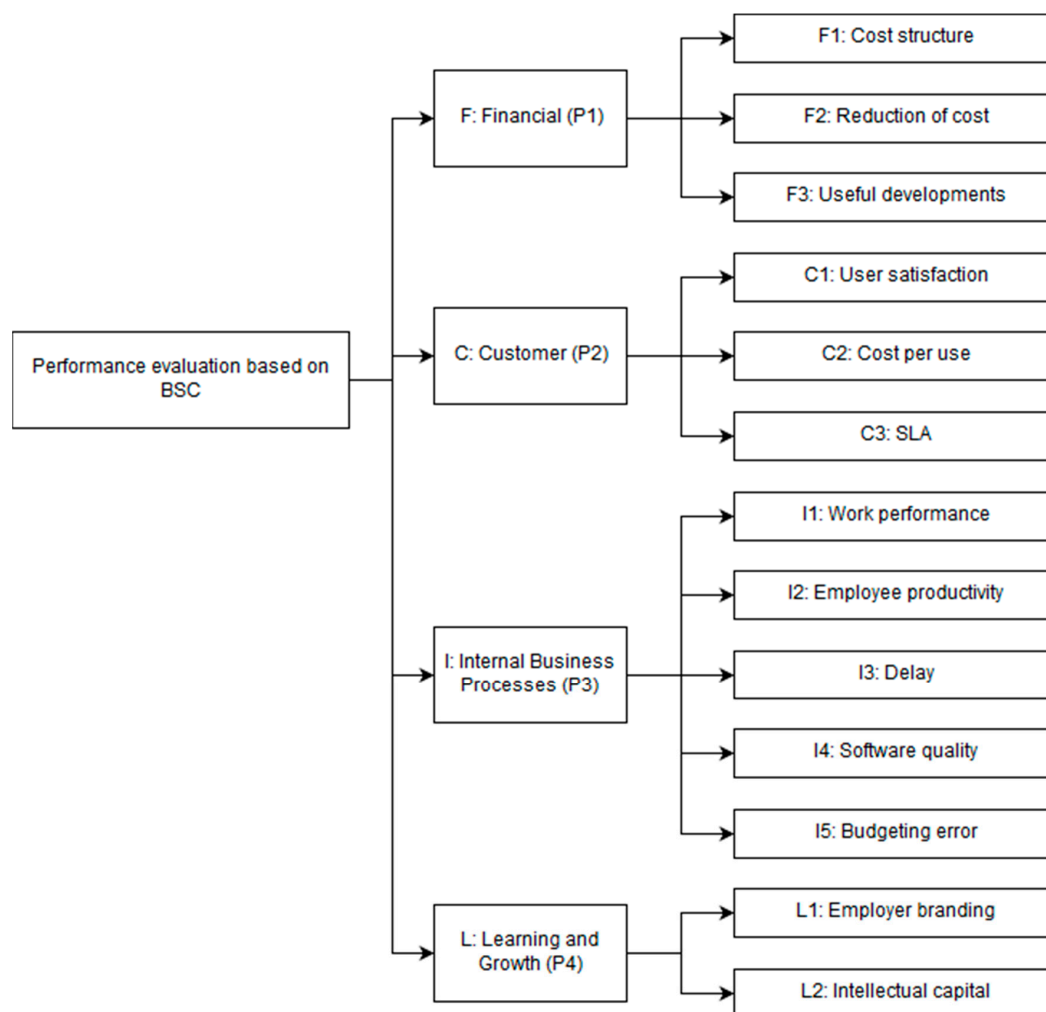 F1: Cost structure
F: Financial (P1)
F2: Reduction of cost
F3: Useful developments
C1: User satisfaction
Performance evaluation based on
BSC
C: Customer (P2)
C2: Cost per use
C3: SLA
I1: Work performance
I2: Employee productivity
I: Internal Business
Processes (P3)
I3: Delay
I4: Software quality
I5: Budgeting error
L1: Employer branding
L: Learning and
Growth (P4)
L2: Intellectual capital